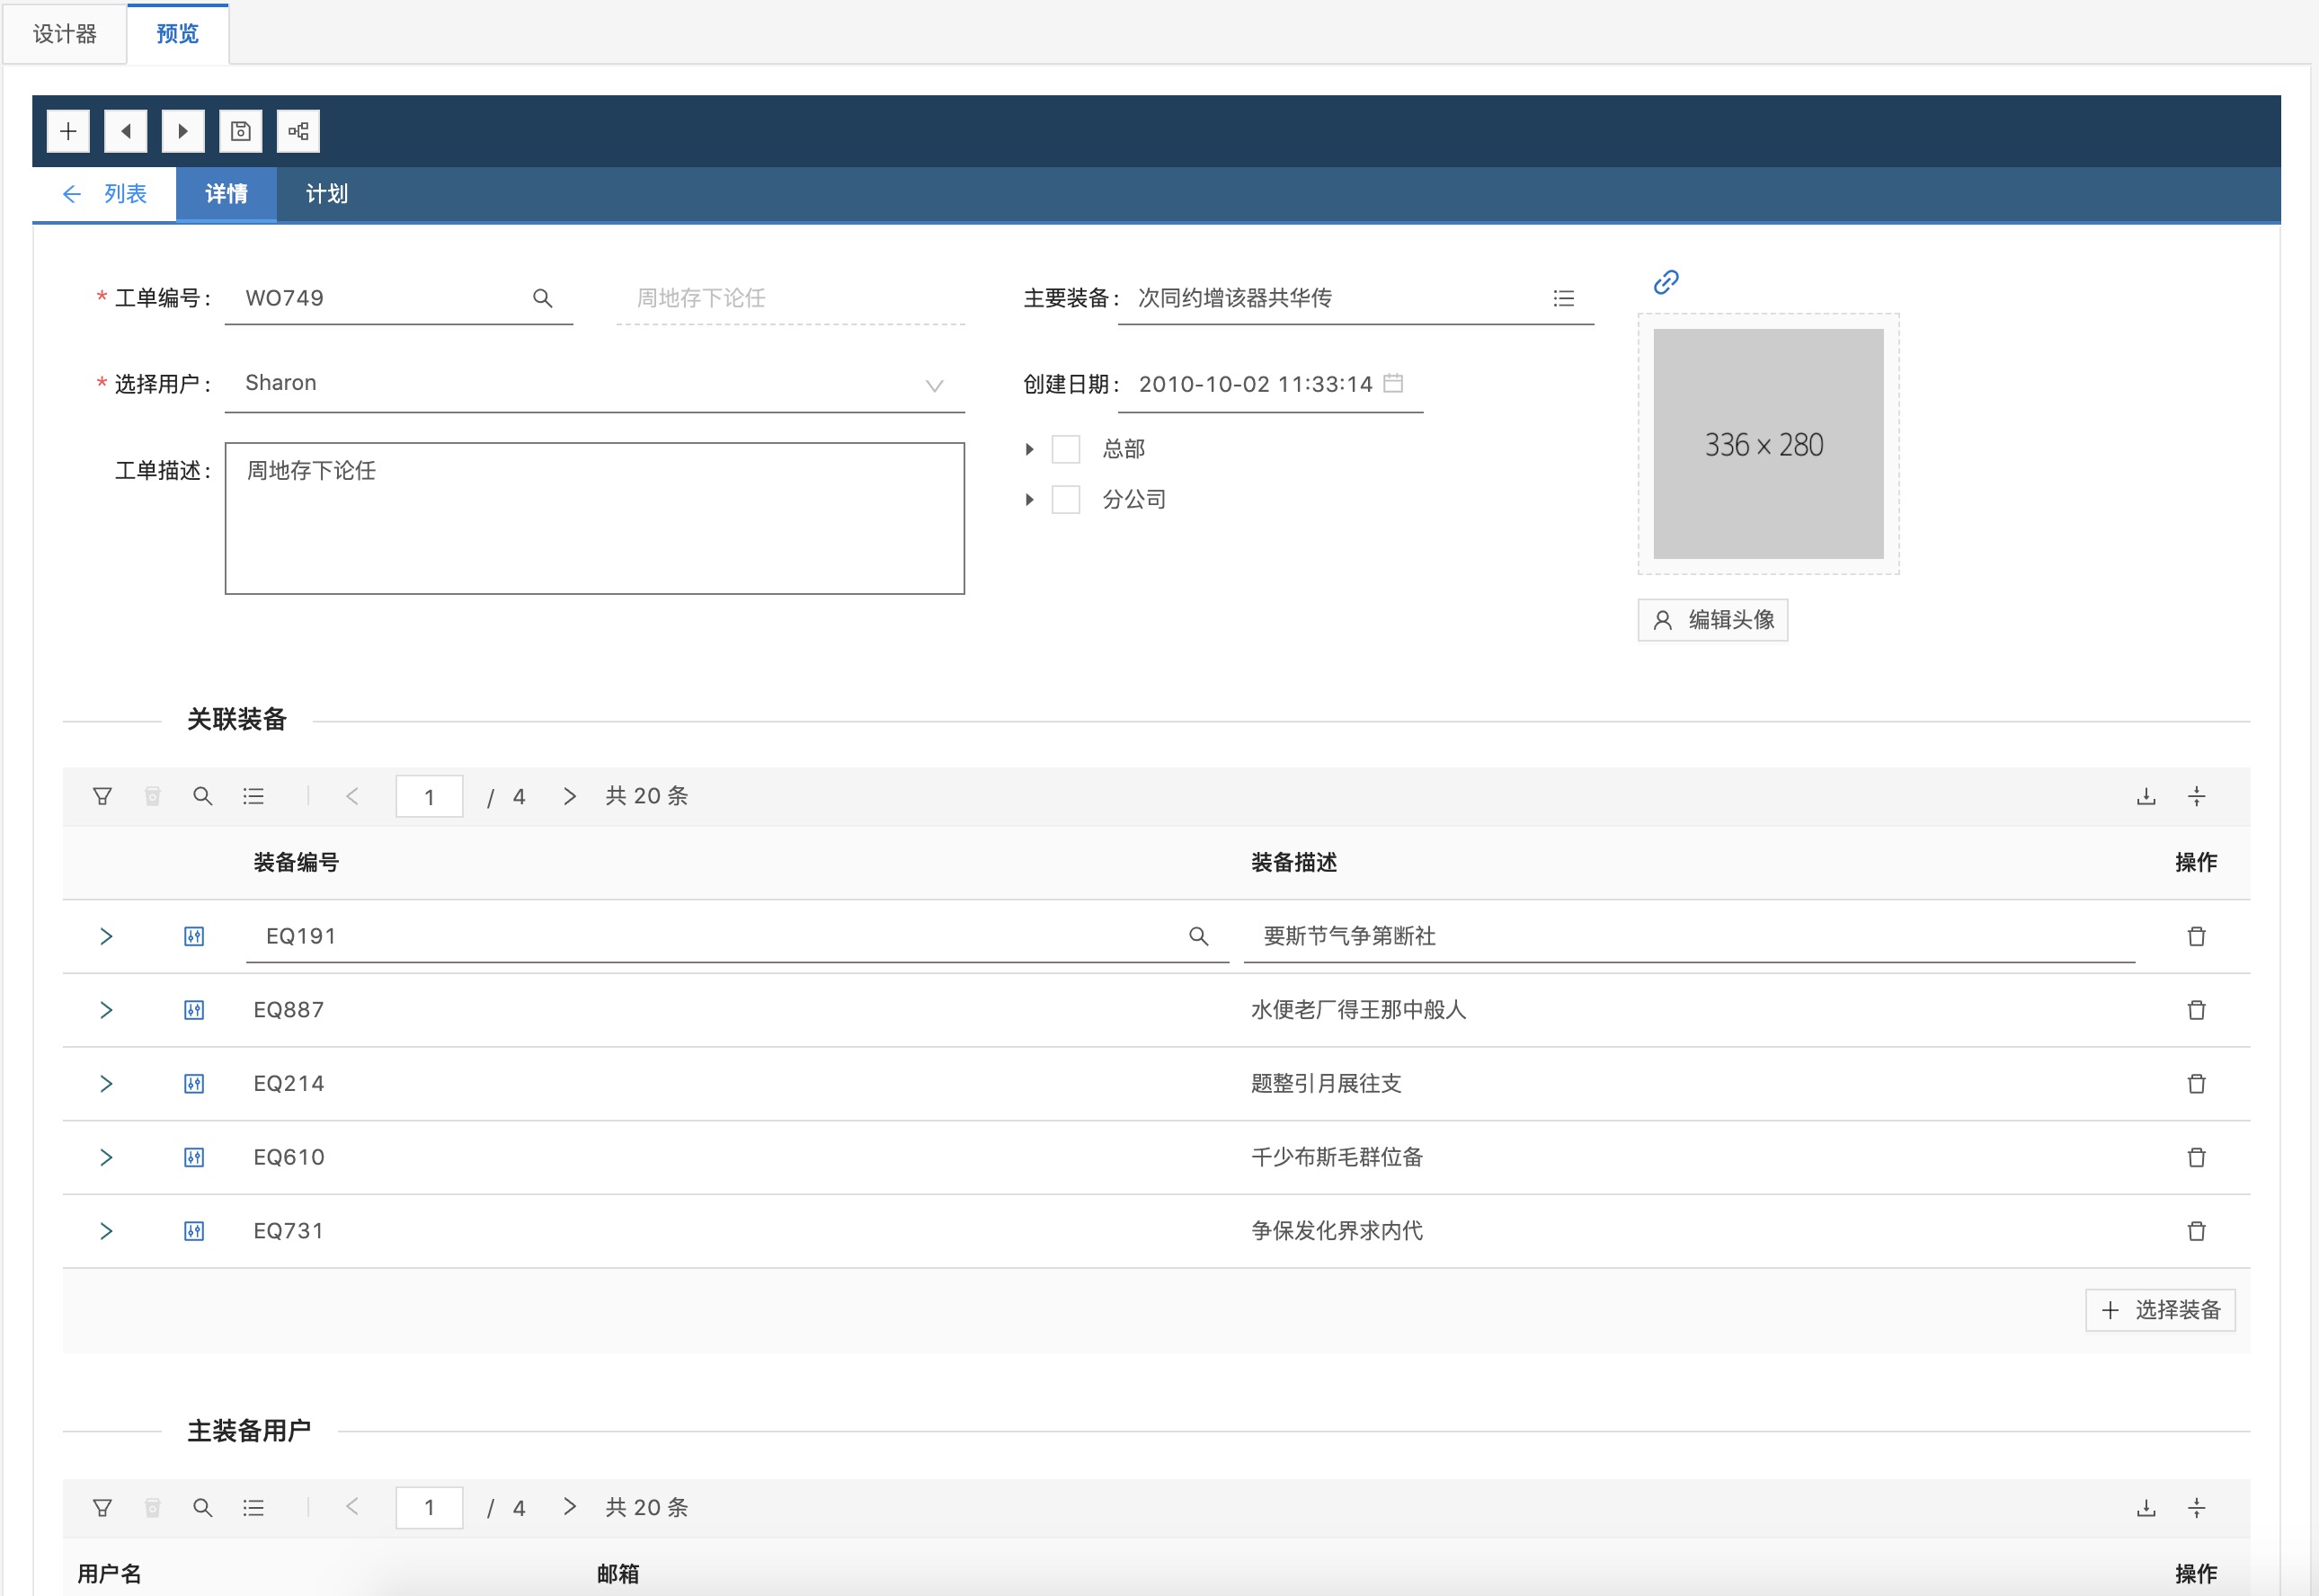 设计器 预览
列表 详情 计划
* 工单编号: WO749 周地存下论任 主要装备: 次同约增该器共华传
* 选择用户: Sharon 创建日期: 2010-10-02 11:33:14
总部
工单描述: 周地存下论任
分公司
336 × 280
编辑头像
关联装备
1 / 4 共 20 条
装备编号 装备描述 操作
EQ191 要斯节气争第断社
EQ887 水便老厂得王那中般人
EQ214 题整引月展往支
EQ610 千少布斯毛群位备
EQ731 争保发化界求内代
选择装备
主装备用户
1 / 4 共 20 条
用户名 邮箱 操作